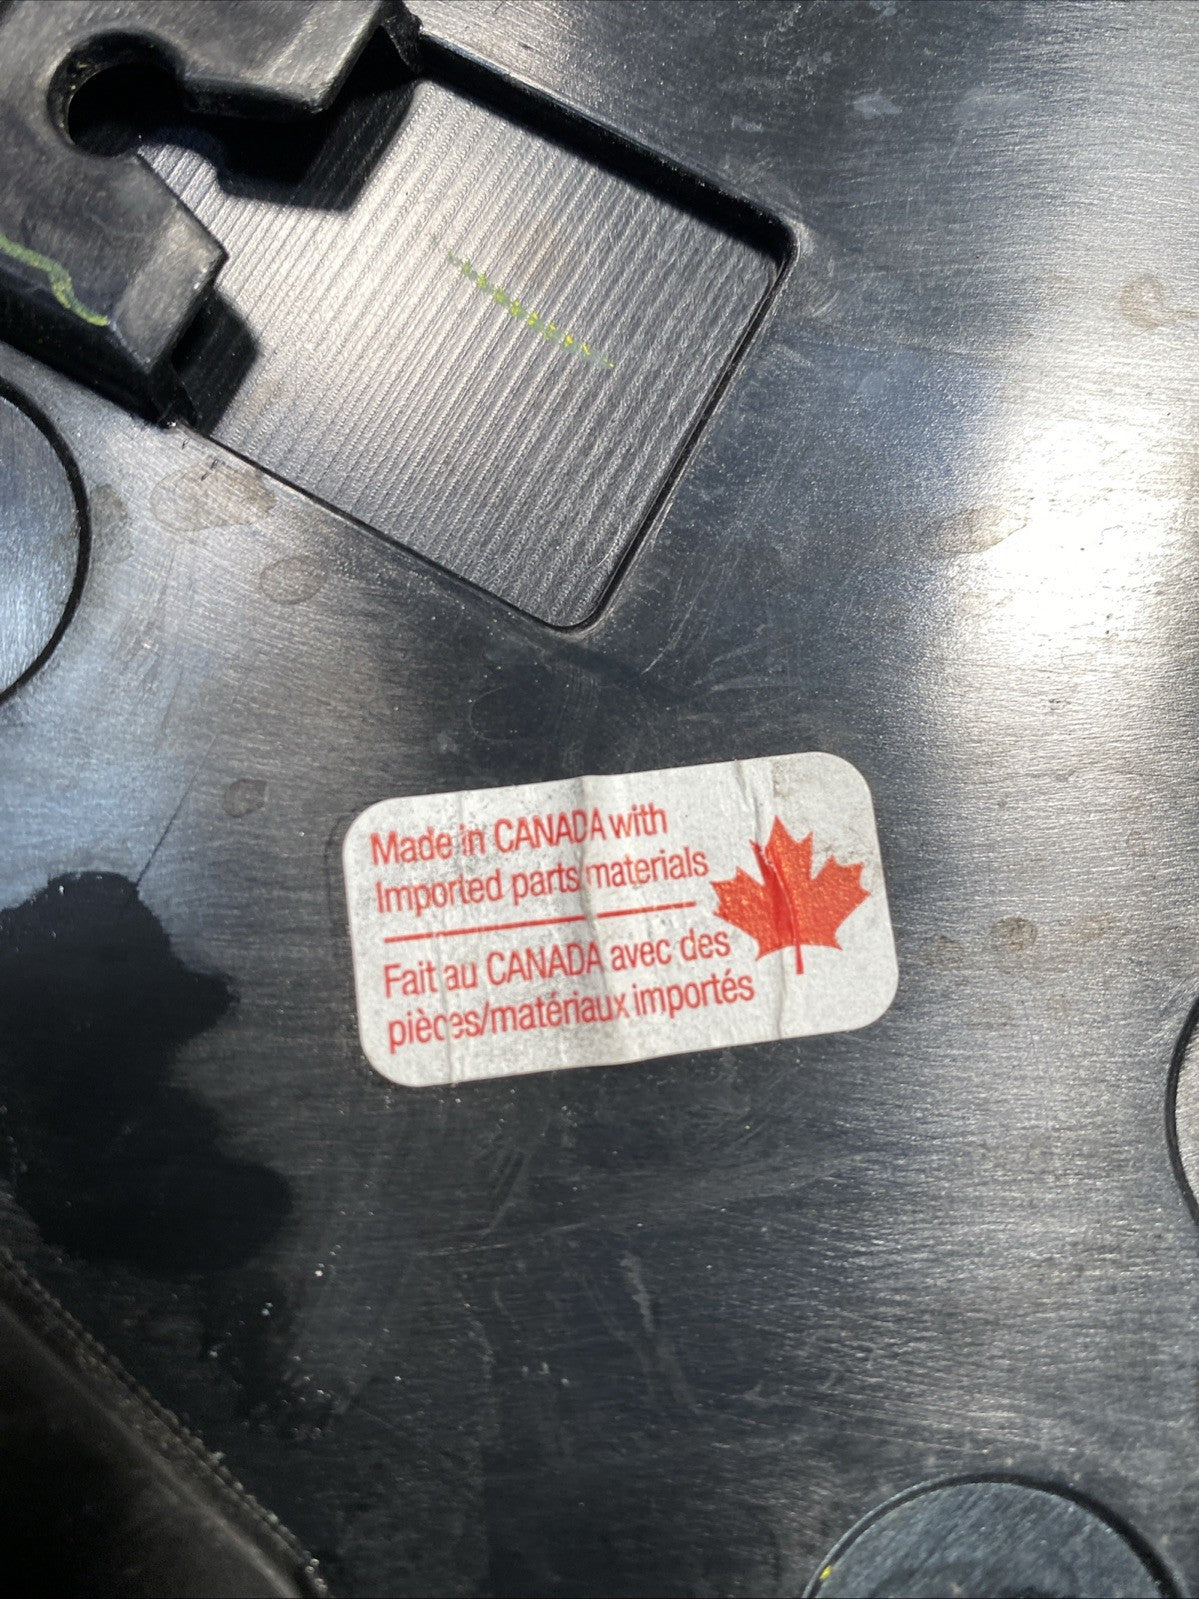 Made in CANADA with
Imported parts/materials
Fait au CANADA avec des
pièces/matériaux importés